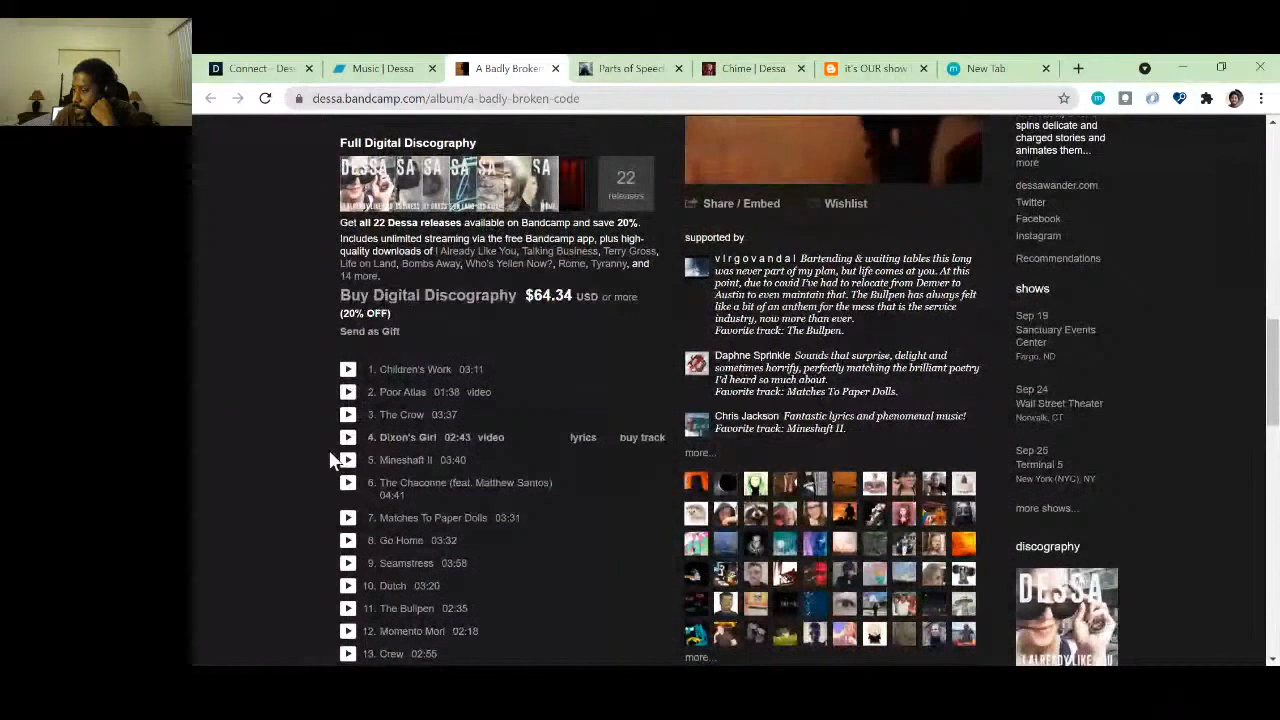 Connect - Dess
Music | Dessa
A Badly Broken
Parts of Speec
Chime | Dessa
it's OUR show
New Tab
dessa.bandcamp.com/album/a-badly-broken-code
Full Digital Discography
22
releases
Get all 22 Dessa releases available on Bandcamp and save 20%.
Includes unlimited streaming via the free Bandcamp app, plus high-
quality downloads of I Already Like You, Talking Business, Terry Gross,
Life on Land, Bombs Away, Who's Yellen Now?, Rome, Tyranny, and
14 more.
Buy Digital Discography $64.34 USD or more
(20% OFF)
Send as Gift
1. Children's Work 03:11
2. Poor Atlas 01:38 video
3. The Crow 03:37
4. Dixon's Girl 02:43 video lyrics buy track
5. Mineshaft II 03:40
6. The Chaconne (feat. Matthew Santos)
04:41
7. Matches To Paper Dolls 03:31
8. Go Home 03:32
9. Seamstress 03:58
10. Dutch 03:20
11. The Bullpen 02:35
12. Momento Mori 02:18
13. Crew 02:55
Share / Embed Wishlist
supported by
v I r g o v a n d a l Bartending & waiting tables this long
was never part of my plan, but life comes at you. At this
point, due to covid I've had to relocate from Denver to
Austin to even maintain that. The Bullpen has always felt
like a bit of an anthem for the mess that is the service
industry, now more than ever.
Favorite track: The Bullpen.
Daphne Sprinkle Sounds that surprise, delight and
sometimes horrify, perfectly matching the brilliant poetry
I'd heard so much about.
Favorite track: Matches To Paper Dolls.
Chris Jackson Fantastic lyrics and phenomenal music!
Favorite track: Mineshaft II.
more...
more...
spins delicate and
charged stories and
animates them...
more
dessawander.com
Twitter
Facebook
Instagram
Recommendations
shows
Sep 19
Sanctuary Events
Center
Fargo, ND
Sep 24
Wall Street Theater
Norwalk, CT
Sep 25
Terminal 5
New York (NYC), NY
more shows...
discography
DESSA
I ALREADY LIKE YOU